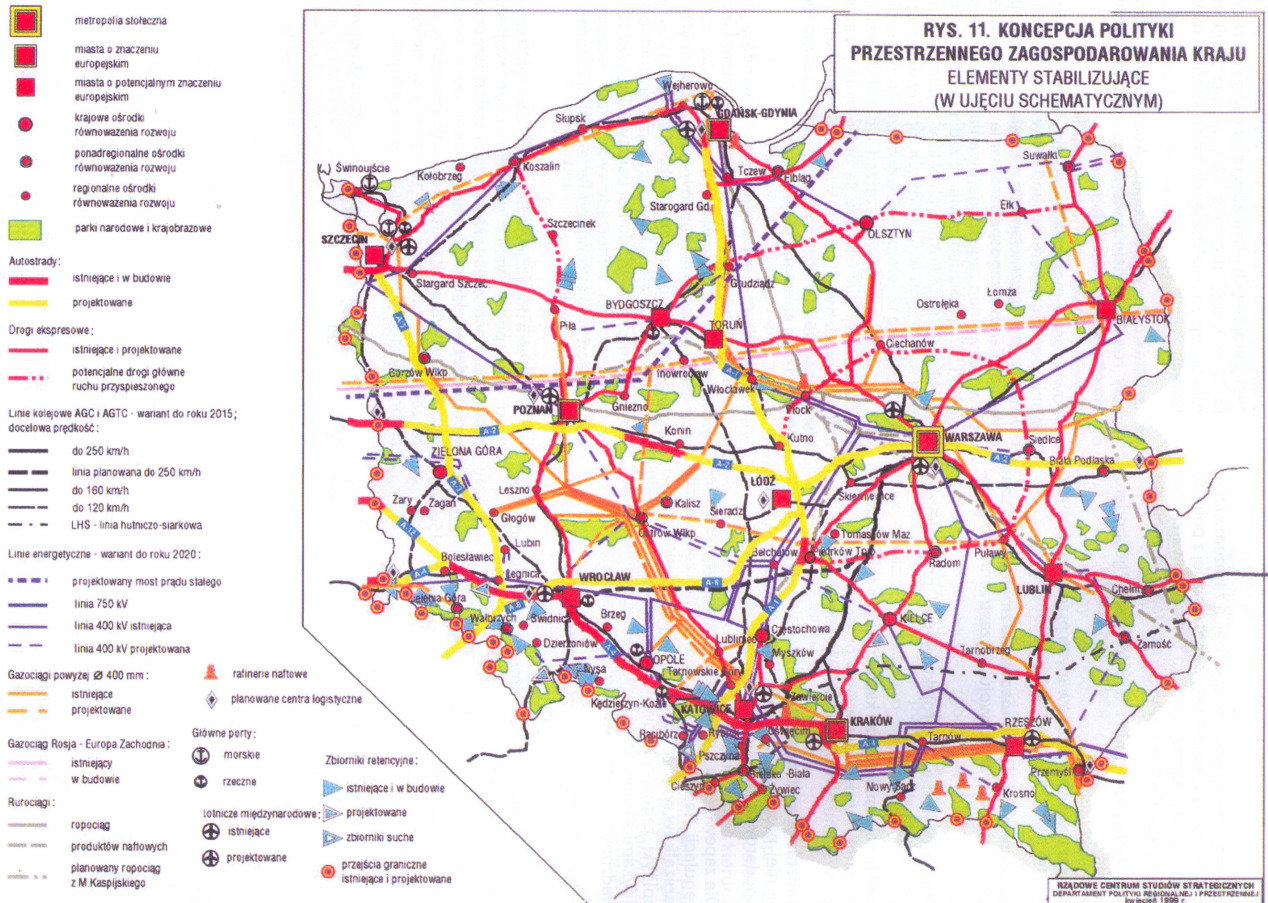 metropolia stołeczna
miasta o znaczeniu
europejskim
miasta o potencjalnym znaczeniu
europejskim
krajowe ośrodki
równoważenia rozwoju
ponadregionalne ośrodki
równoważenia rozwoju
regionalne ośrodki
równoważenia rozwoju
parki narodowe i krajobrazowe
Autostrady:
istniejące i w budowie
projektowane
Drogi ekspresowe:
istniejące i projektowane
potencjalne drogi główne
ruchu przyspieszonego
Linie kolejowe AGC i AGTC - wariant do roku 2015;
docelowa prędkość:
do 250 km/h
linia planowana do 250 km/h
do 160 km/h
do 120 km/h
LHS - linia hutniczo-siarkowa
Linie energetyczne - wariant do roku 2020:
projektowany most prądu stałego
linia 750 kV
linia 400 kV istniejąca
linia 400 kV projektowana
Gazociągi powyżej Ø 400 mm:
istniejące
projektowane
Gazociąg Rosja - Europa Zachodnia:
istniejący
w budowie
Rurociągi:
ropociąg
produktów naftowych
planowany ropociąg
z M.Kaspijskiego
rafinerie naftowe
planowane centra logistyczne
Główne porty:
morskie
rzeczne
Lotnicze międzynarodowe:
istniejące
projektowane
Zbiorniki retencyjne:
istniejące i w budowie
projektowane
zbiorniki suche
przejścia graniczne
istniejące i projektowane
RYS. 11. KONCEPCJA POLITYKI
PRZESTRZENNEGO ZAGOSPODAROWANIA KRAJU
ELEMENTY STABILIZUJĄCE
(W UJĘCIU SCHEMATYCZNYM)
Wejherowo
GDAŃSK-GDYNIA
Słupsk
Koszalin
Kołobrzeg
Świnoujście
Tczew
Elbląg
Suwałki
Starogard Gd.
Ełk
OLSZTYN
Szczecinek
SZCZECIN
Stargard Szcz.
Grudziądz
BYDGOSZCZ
Łomża
Ostrołęka
BIAŁYSTOK
Piła
TORUŃ
Ciechanów
A-3
Gorzów Wlkp
Inowrocław
A-1
Włocławek
Płock
Gniezno
POZNAŃ
A-2
Konin
Kutno
WARSZAWA
Siedlce
A-2
Biała Podlaska
ZIELONA GÓRA
A-3
A-2
ŁÓDŹ
Skierniewice
Leszno
Kalisz
Sieradz
Żary
Żagań
Głogów
Ostrów Wlkp
Tomaszów Maz
A-12
Lubin
Bełchatów
Piotrków Tryb
Radom
Puławy
Bolesławiec
A-4
Legnica
WROCŁAW
A-8
LUBLIN
Chełm
Jelenia Góra
Wałbrzych
Świdnica
Brzeg
A-1
KIELCE
Dzierżoniów
Lubliniec
Częstochowa
Zamość
OPOLE
Myszków
Tarnobrzeg
Nysa
Tarnowskie Góry
Zawiercie
Kędzierzyn-Koźle
KATOWICE
KRAKÓW
RZESZÓW
Racibórz
Rybnik
Oświęcim
A-4
Tarnów
Pszczyna
Przemyśl
Bielsko-Biała
Cieszyn
Żywiec
Nowy Sącz
Krosno
RZĄDOWE CENTRUM STUDIÓW STRATEGICZNYCH
DEPARTAMENT POLITYKI REGIONALNEJ I PRZESTRZENNEJ
kwiecień 1999 r.